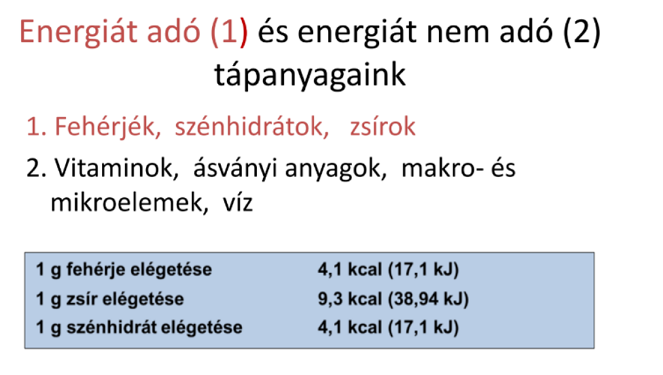 Energiát adó (1) és energiát nem adó (2)
tápanyagaink
1. Fehérjék, szénhidrátok, zsírok
2. Vitaminok, ásványi anyagok, makro- és
mikroelemek, víz
1 g fehérje elégetése 4,1 kcal (17,1 kJ)
1 g zsír elégetése 9,3 kcal (38,94 kJ)
1 g szénhidrát elégetése 4,1 kcal (17,1 kJ)